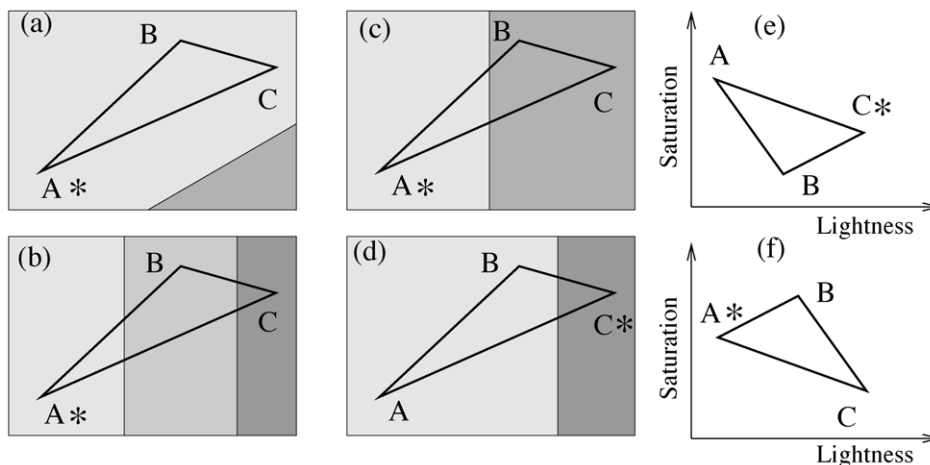 (a)
B
C
A *
(c)
B
C
A *
(e)
A
C *
B
Saturation
Lightness
(b)
B
C
A *
(d)
B
C *
A
(f)
A *
B
C
Saturation
Lightness